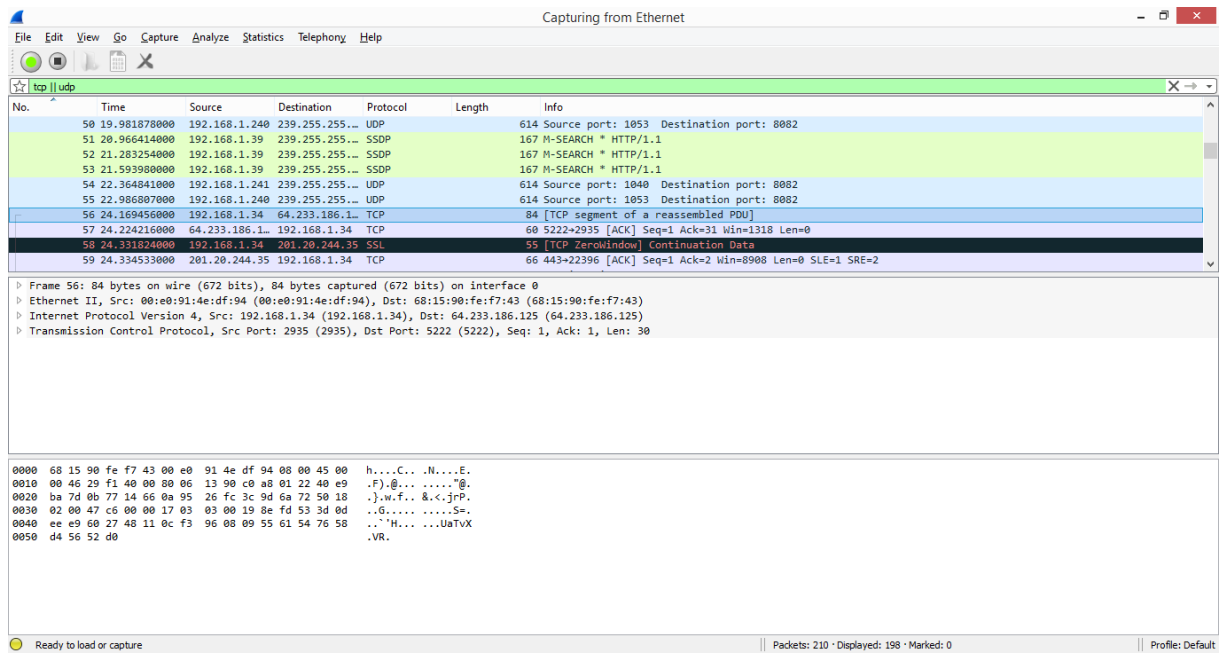 Capturing from Ethernet
File Edit View Go Capture Analyze Statistics Telephony Help
tcp || udp
No. Time Source Destination Protocol Length Info
50 19.981878000 192.168.1.240 239.255.255.… UDP 614 Source port: 1053 Destination port: 8082
51 20.966414000 192.168.1.39 239.255.255.… SSDP 167 M-SEARCH * HTTP/1.1
52 21.283254000 192.168.1.39 239.255.255.… SSDP 167 M-SEARCH * HTTP/1.1
53 21.593980000 192.168.1.39 239.255.255.… SSDP 167 M-SEARCH * HTTP/1.1
54 22.364841000 192.168.1.241 239.255.255.… UDP 614 Source port: 1040 Destination port: 8082
55 22.986807000 192.168.1.240 239.255.255.… UDP 614 Source port: 1053 Destination port: 8082
56 24.169456000 192.168.1.34 64.233.186.1… TCP 84 [TCP segment of a reassembled PDU]
57 24.224216000 64.233.186.1… 192.168.1.34 TCP 60 5222→2935 [ACK] Seq=1 Ack=31 Win=1318 Len=0
58 24.331824000 192.168.1.34 201.20.244.35 SSL 55 [TCP ZeroWindow] Continuation Data
59 24.334533000 201.20.244.35 192.168.1.34 TCP 66 443→22396 [ACK] Seq=1 Ack=2 Win=8908 Len=0 SLE=1 SRE=2
Frame 56: 84 bytes on wire (672 bits), 84 bytes captured (672 bits) on interface 0
Ethernet II, Src: 00:e0:91:4e:df:94 (00:e0:91:4e:df:94), Dst: 68:15:90:fe:f7:43 (68:15:90:fe:f7:43)
Internet Protocol Version 4, Src: 192.168.1.34 (192.168.1.34), Dst: 64.233.186.125 (64.233.186.125)
Transmission Control Protocol, Src Port: 2935 (2935), Dst Port: 5222 (5222), Seq: 1, Ack: 1, Len: 30
0000 68 15 90 fe f7 43 00 e0 91 4e df 94 08 00 45 00 h....C.. .N....E.
0010 00 46 29 f1 40 00 80 06 13 90 c0 a8 01 22 40 e9 .F).@... ....."@.
0020 ba 7d 0b 77 14 66 0a 95 26 fc 3c 9d 6a 72 50 18 .}.w.f.. &.<.jrP.
0030 02 00 47 c6 00 00 17 03 03 00 19 8e fd 53 3d 0d ..G..... .....S=.
0040 ee e9 60 27 48 11 0c f3 96 08 09 55 61 54 76 58 ..`'H... ...UaTvX
0050 d4 56 52 d0 .VR.
Ready to load or capture Packets: 210 · Displayed: 198 · Marked: 0 Profile: Default